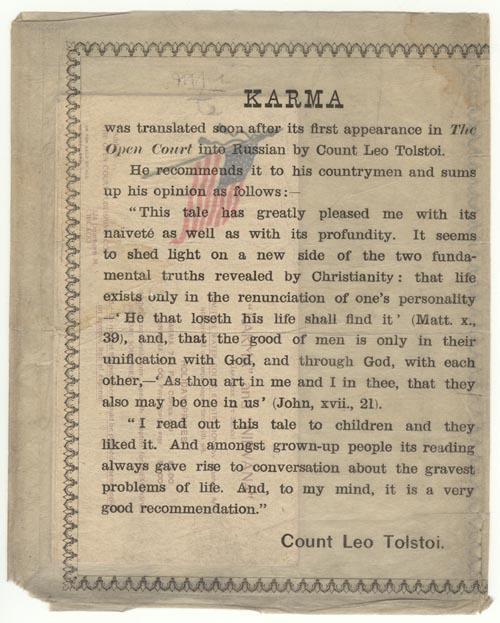 KARMA
was translated soon after its first appearance in The
Open Court into Russian by Count Leo Tolstoi.
He recommends it to his countrymen and sums
up his opinion as follows:—
"This tale has greatly pleased me with its
naïveté as well as with its profundity. It seems
to shed light on a new side of the two funda-
mental truths revealed by Christianity: that life
exists only in the renunciation of one's personality
—'He that loseth his life shall find it' (Matt. x.,
39), and, that the good of men is only in their
unification with God, and through God, with each
other,—'As thou art in me and I in thee, that they
also may be one in us' (John, xvii., 21).
"I read out this tale to children and they
liked it. And amongst grown-up people its reading
always gave rise to conversation about the gravest
problems of life. And, to my mind, it is a very
good recommendation."
Count Leo Tolstoi.